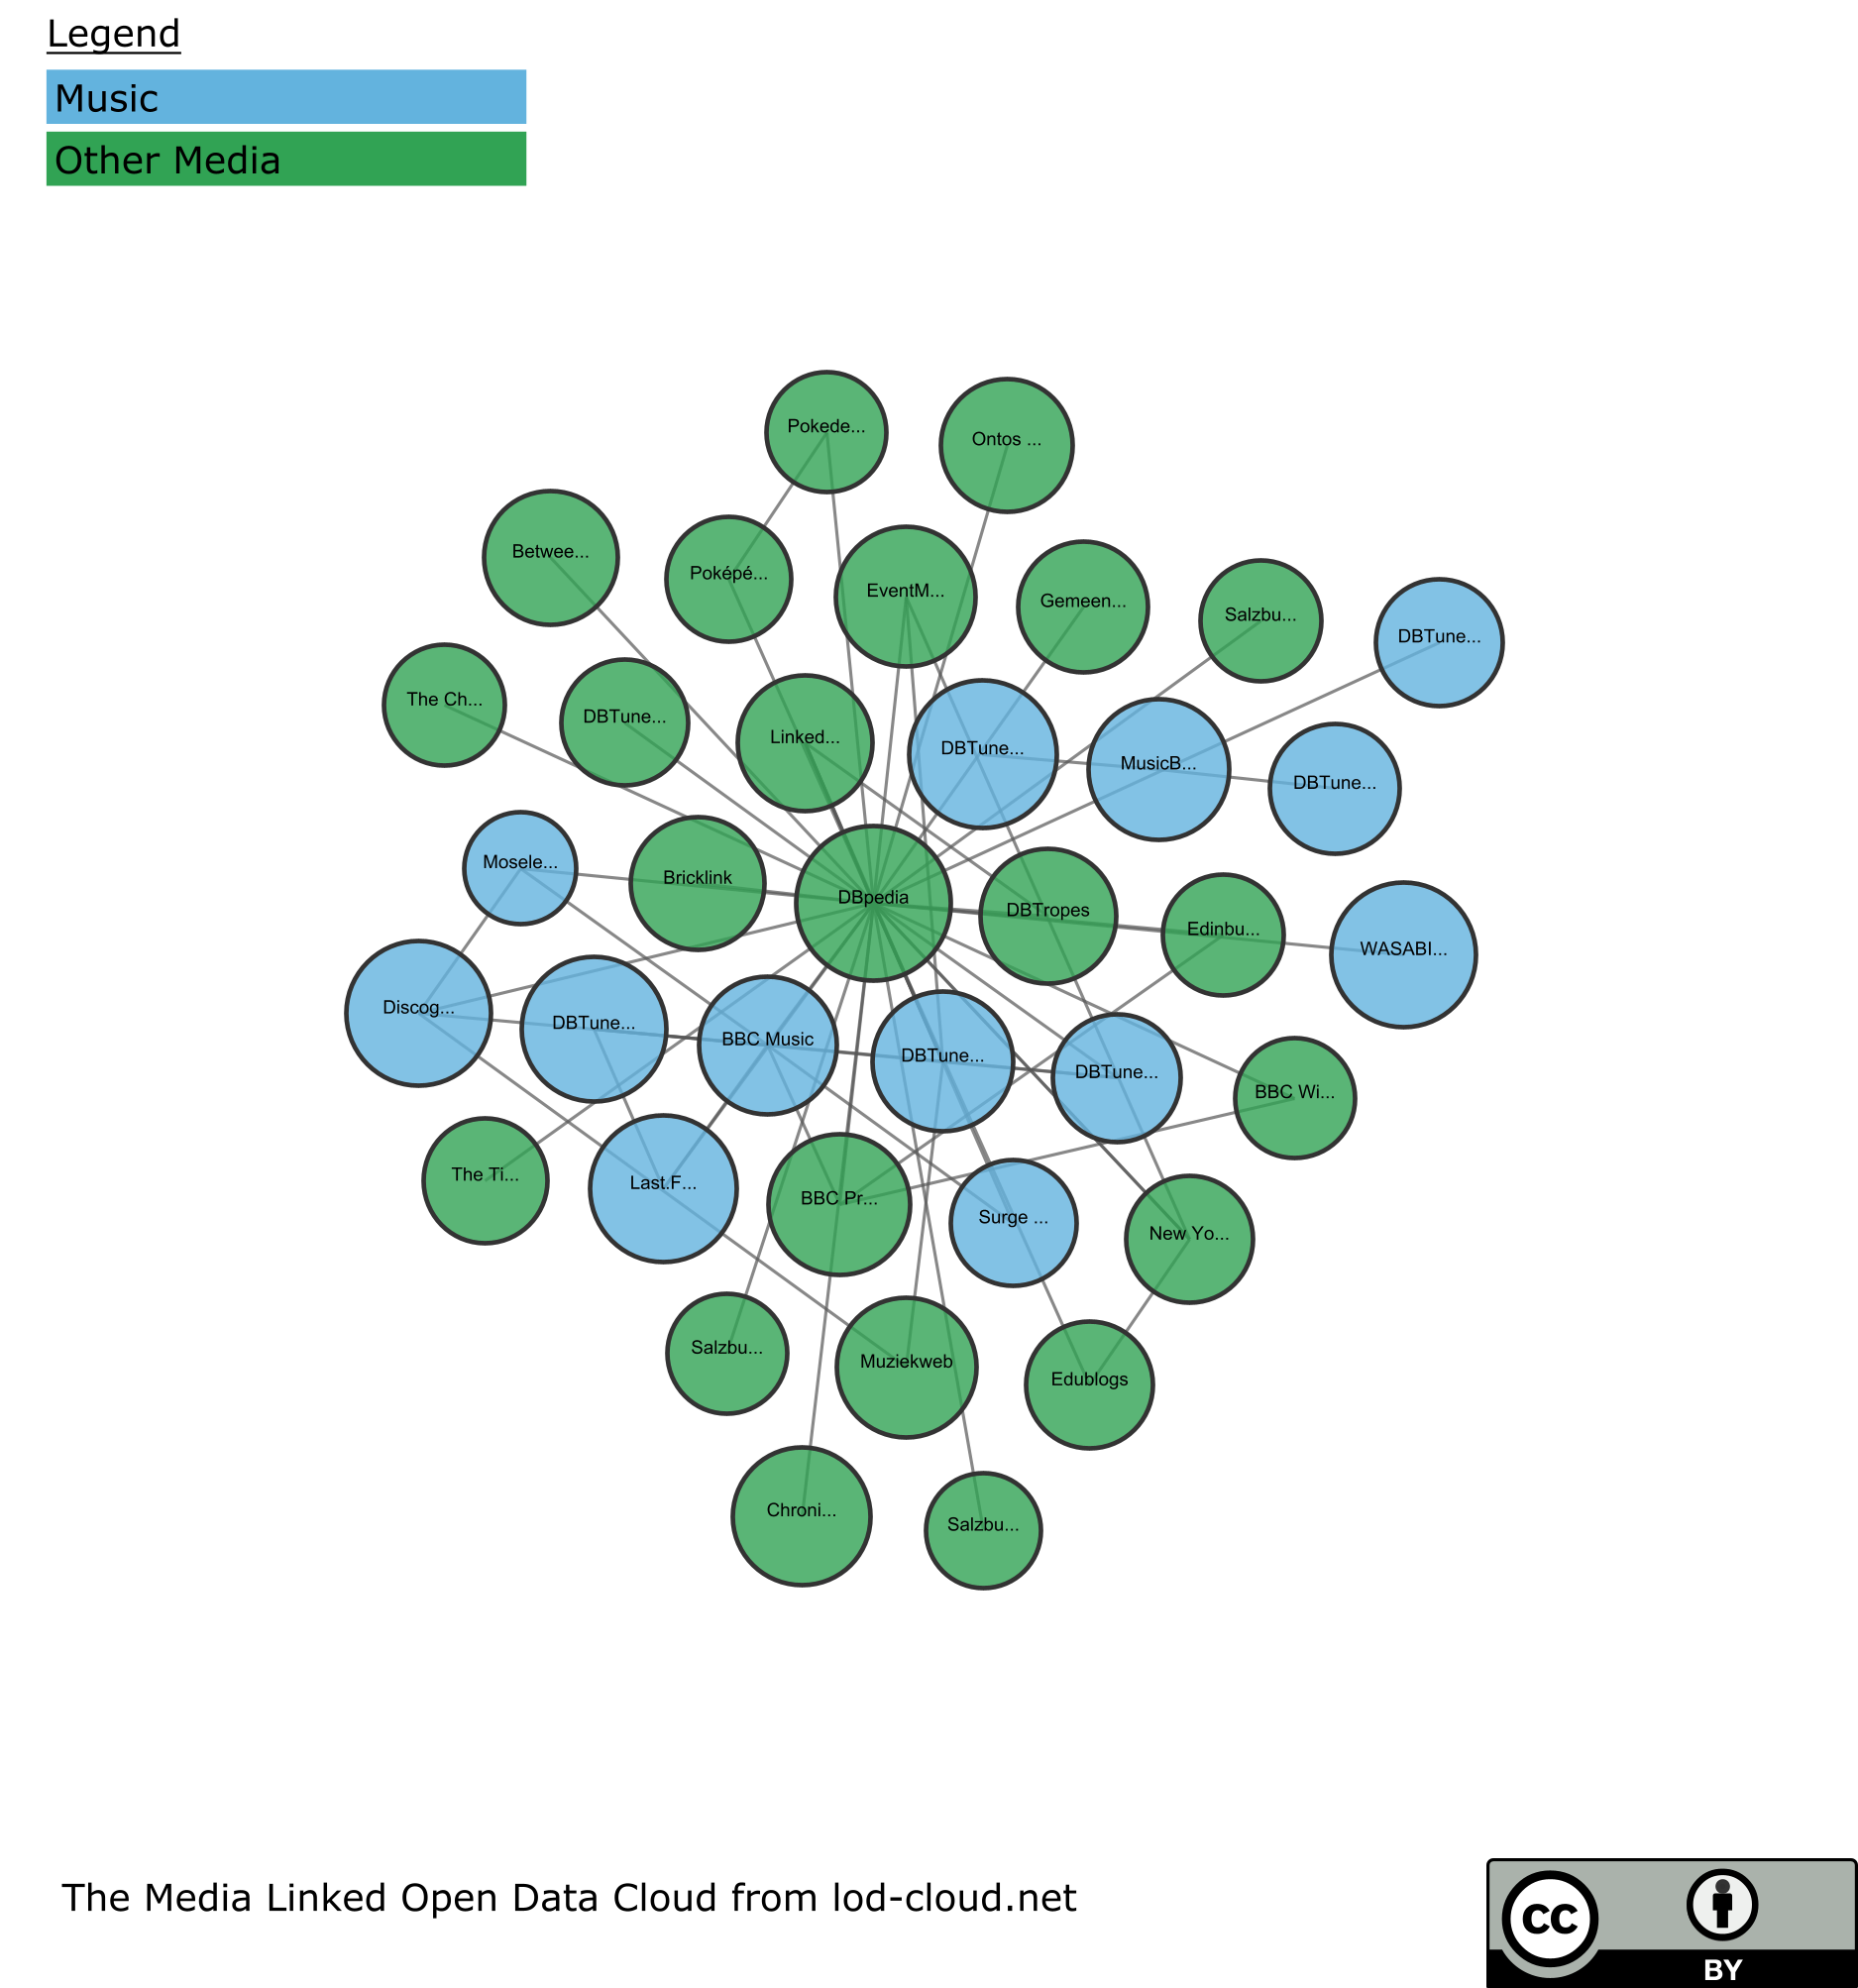 Legend
Music
Other Media
Pokede...
Ontos ...
Betwee...
Poképé...
EventM...
Gemeen...
Salzbu...
DBTune...
The Ch...
DBTune...
Linked...
DBTune...
MusicB...
DBTune...
Mosele...
Bricklink
DBpedia
DBTropes
Edinbu...
WASABI...
Discog...
DBTune...
BBC Music
DBTune...
DBTune...
BBC Wi...
The Ti...
Last.F...
BBC Pr...
Surge ...
New Yo...
Salzbu...
Muziekweb
Edublogs
Chroni...
Salzbu...
The Media Linked Open Data Cloud from lod-cloud.net
cc
BY